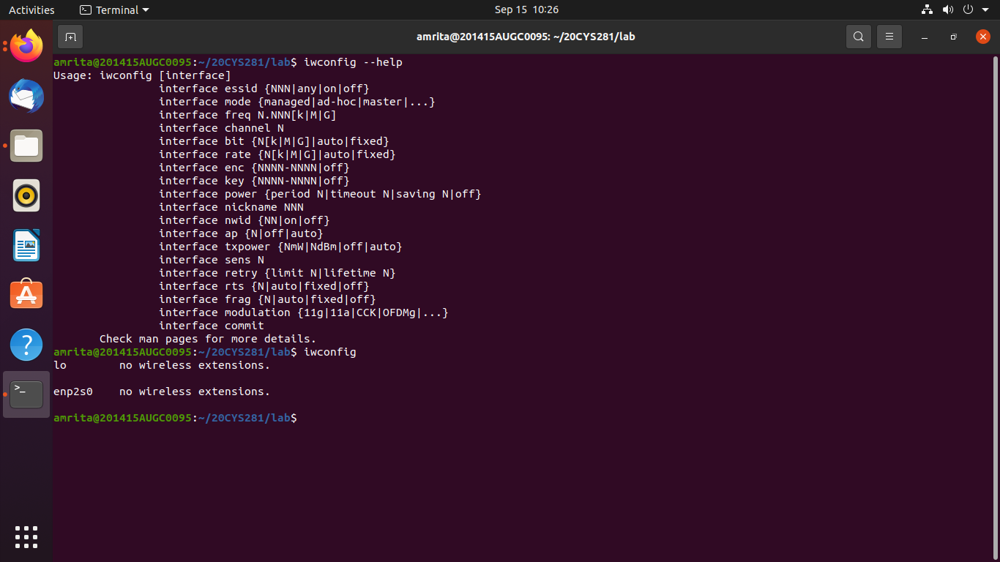 Activities
Terminal
Sep 15 10:26
amrita@201415AUGC0095: ~/20CYS281/lab
amrita@201415AUGC0095:~/20CYS281/lab$ iwconfig --help
Usage: iwconfig [interface]
                interface essid {NNN|any|on|off}
                interface mode {managed|ad-hoc|master|...}
                interface freq N.NNN[k|M|G]
                interface channel N
                interface bit {N[k|M|G]|auto|fixed}
                interface rate {N[k|M|G]|auto|fixed}
                interface enc {NNNN-NNNN|off}
                interface key {NNNN-NNNN|off}
                interface power {period N|timeout N|saving N|off}
                interface nickname NNN
                interface nwid {NN|on|off}
                interface ap {N|off|auto}
                interface txpower {NmW|NdBm|off|auto}
                interface sens N
                interface retry {limit N|lifetime N}
                interface rts {N|auto|fixed|off}
                interface frag {N|auto|fixed|off}
                interface modulation {11g|11a|CCK|OFDMg|...}
                interface commit
       Check man pages for more details.
amrita@201415AUGC0095:~/20CYS281/lab$ iwconfig
lo        no wireless extensions.

enp2s0    no wireless extensions.

amrita@201415AUGC0095:~/20CYS281/lab$